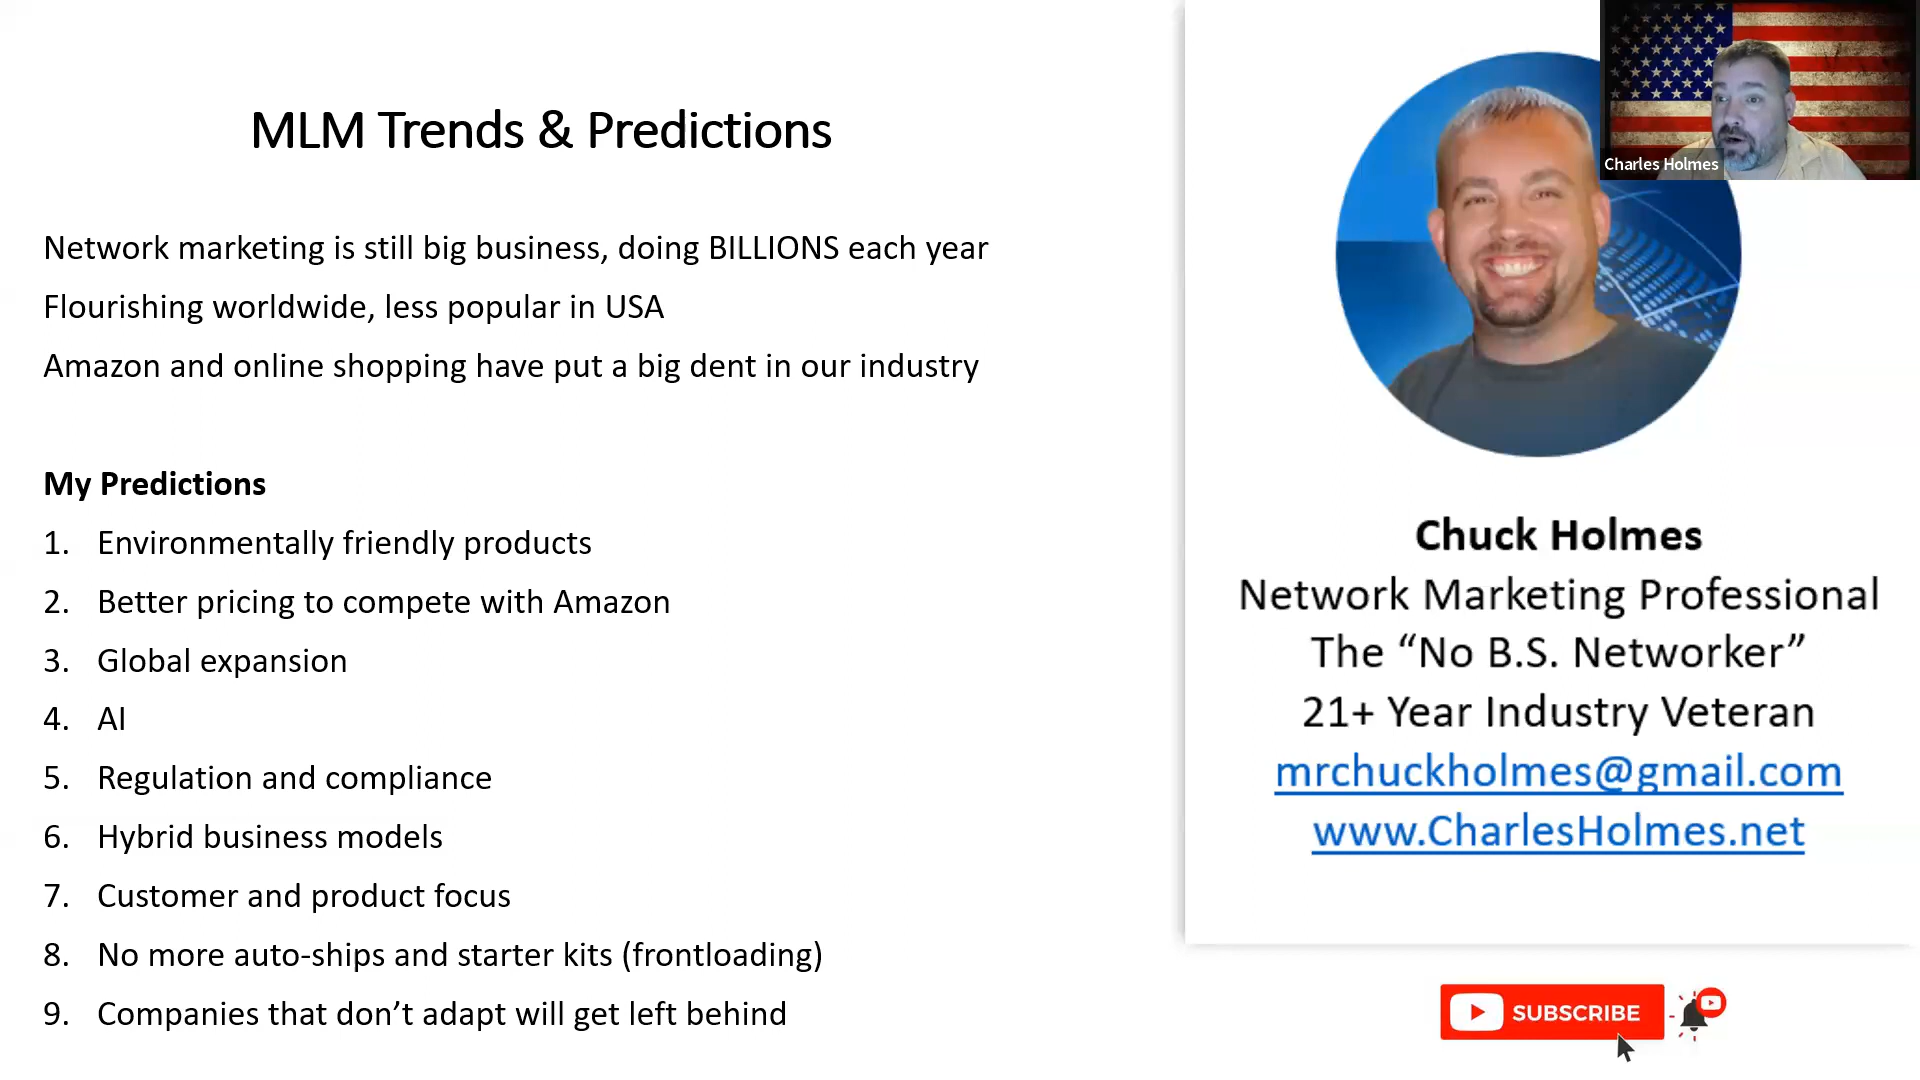 MLM Trends & Predictions
Network marketing is still big business, doing BILLIONS each year
Flourishing worldwide, less popular in USA
Amazon and online shopping have put a big dent in our industry
My Predictions
1. Environmentally friendly products
2. Better pricing to compete with Amazon
3. Global expansion
4. AI
5. Regulation and compliance
6. Hybrid business models
7. Customer and product focus
8. No more auto-ships and starter kits (frontloading)
9. Companies that don’t adapt will get left behind
Charles Holmes
Chuck Holmes
Network Marketing Professional
The “No B.S. Networker”
21+ Year Industry Veteran
mrchuckholmes@gmail.com
www.CharlesHolmes.net
SUBSCRIBE